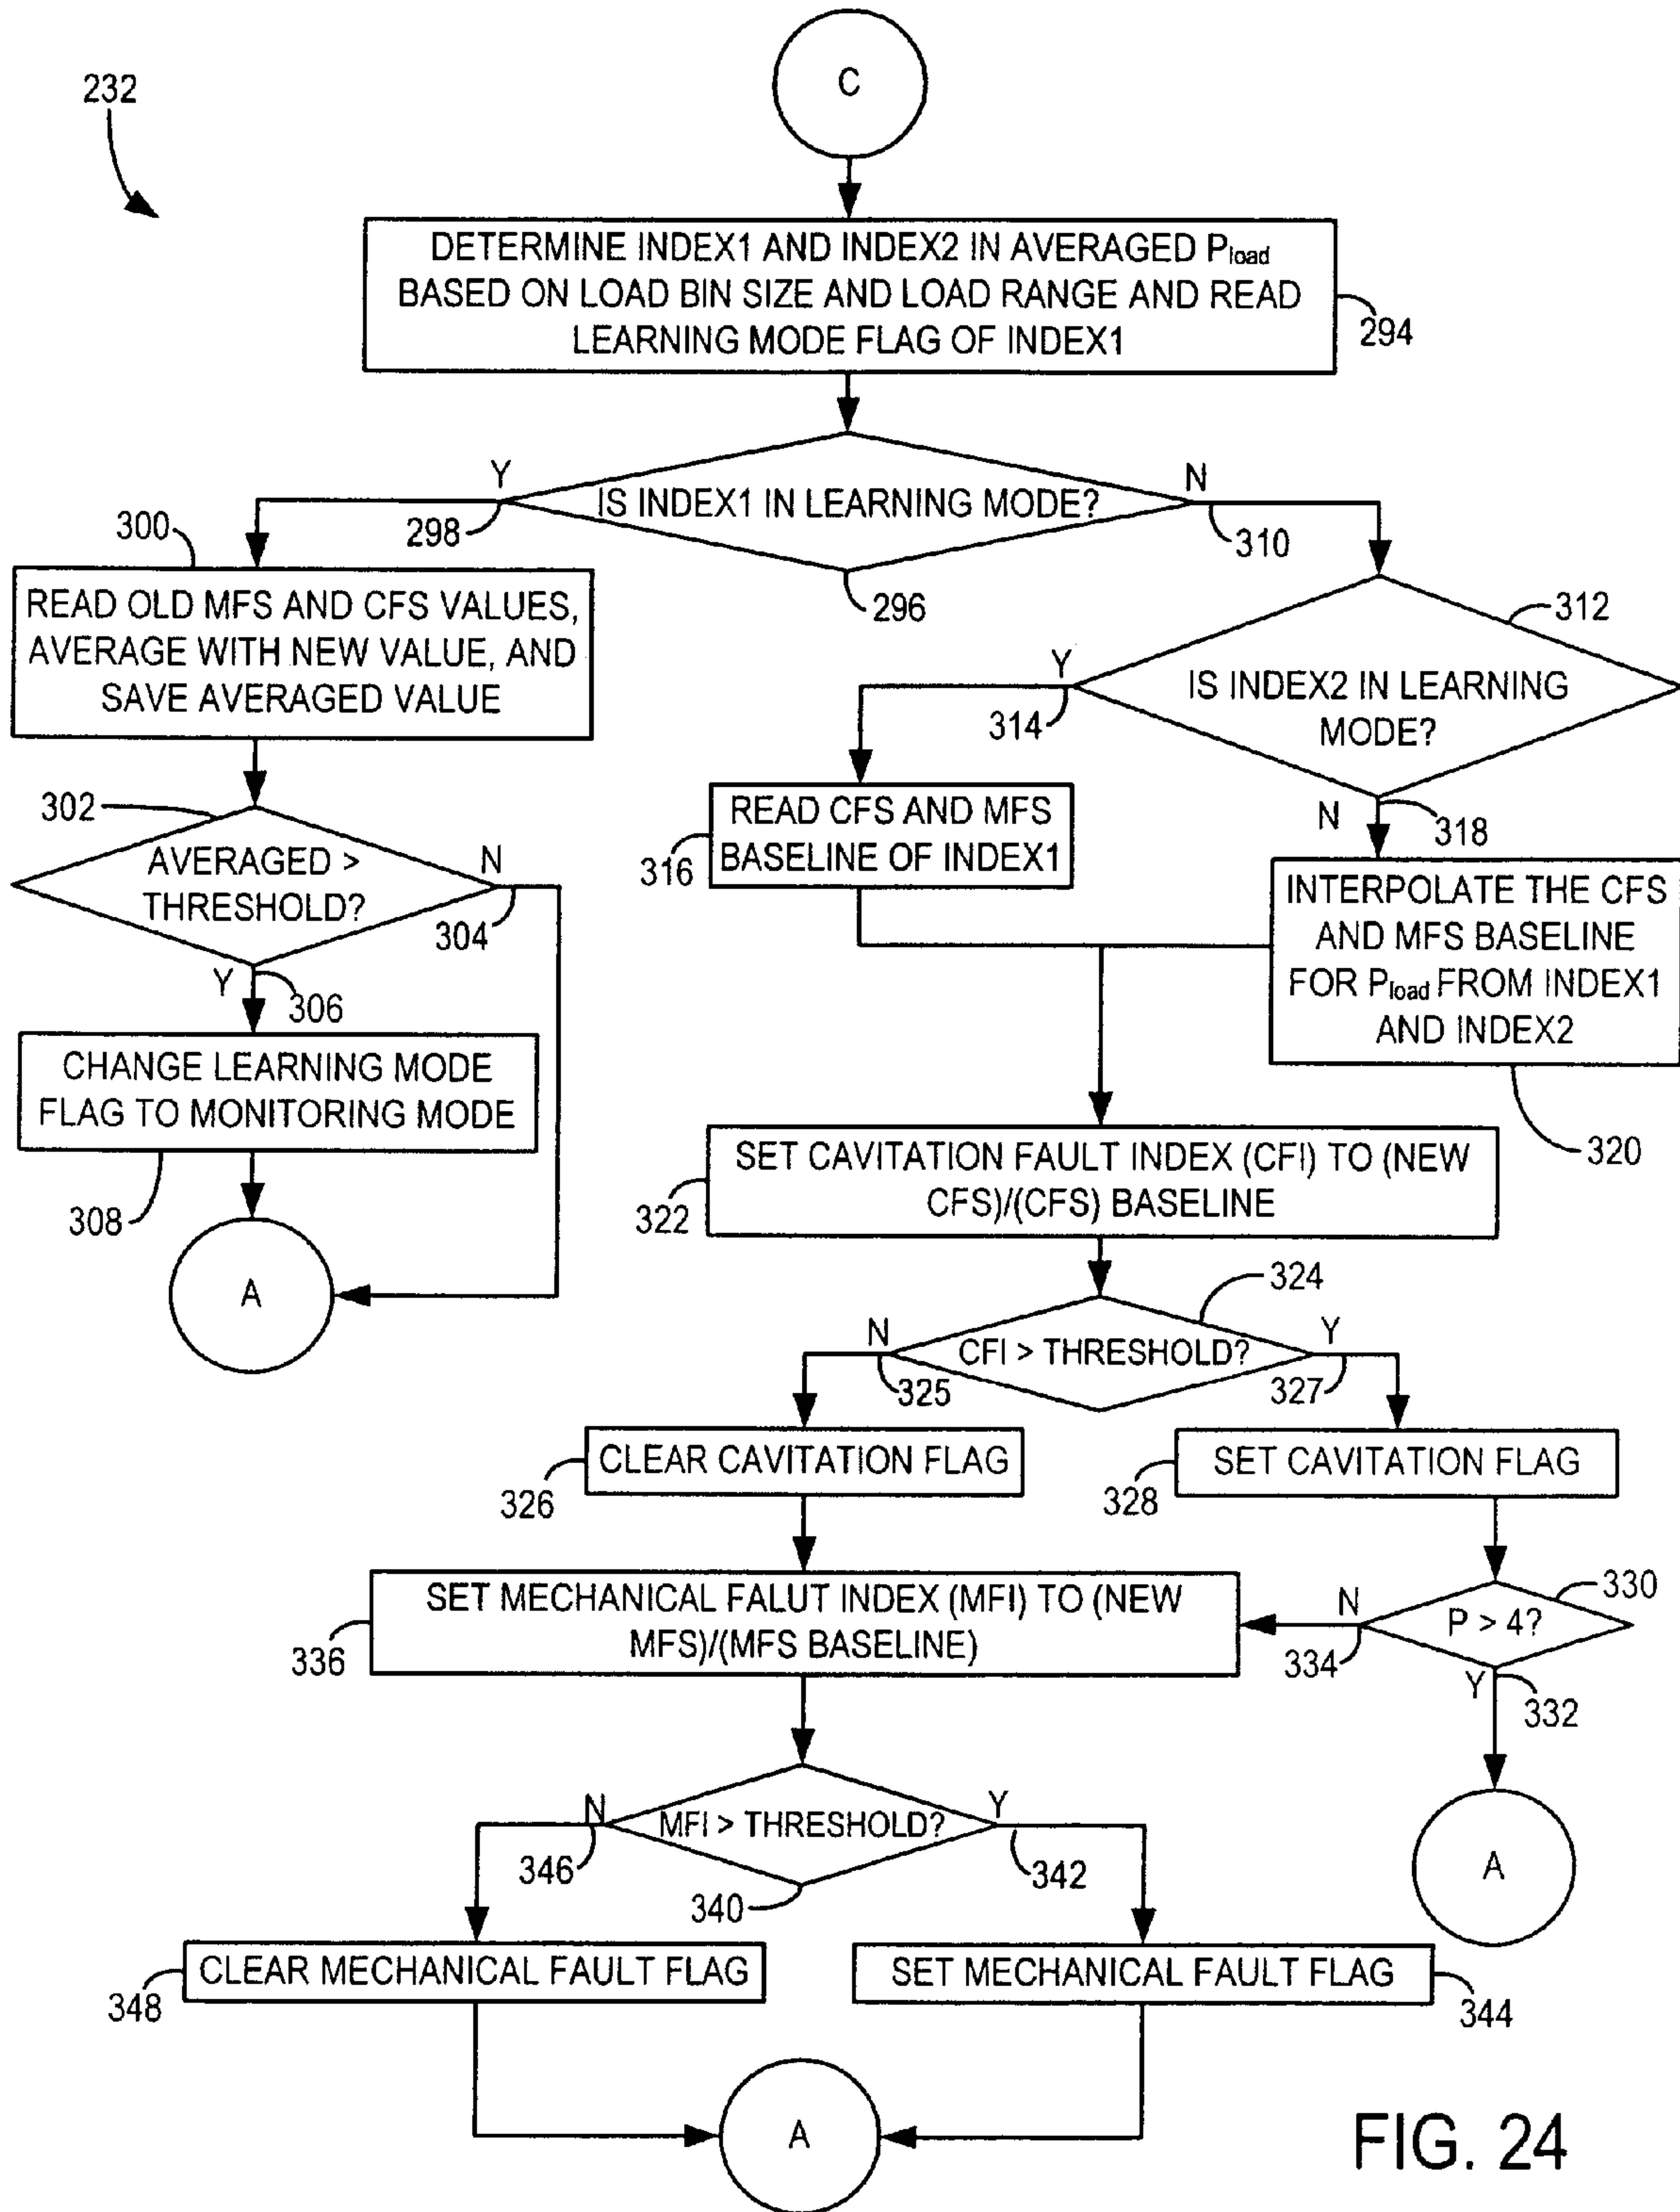 C
232
DETERMINE INDEX1 AND INDEX2 IN AVERAGED Pload
BASED ON LOAD BIN SIZE AND LOAD RANGE AND READ
LEARNING MODE FLAG OF INDEX1
294
Y
IS INDEX1 IN LEARNING MODE?
N
298
310
296
300
READ OLD MFS AND CFS VALUES,
AVERAGE WITH NEW VALUE, AND
SAVE AVERAGED VALUE
312
Y
IS INDEX2 IN LEARNING
MODE?
314
N
318
302
AVERAGED >
THRESHOLD?
N
304
Y
306
316
READ CFS AND MFS
BASELINE OF INDEX1
INTERPOLATE THE CFS
AND MFS BASELINE
FOR Pload FROM INDEX1
AND INDEX2
320
CHANGE LEARNING MODE
FLAG TO MONITORING MODE
308
A
SET CAVITATION FAULT INDEX (CFI) TO (NEW
CFS)/(CFS) BASELINE
322
324
N
CFI > THRESHOLD?
Y
325
327
CLEAR CAVITATION FLAG
326
SET CAVITATION FLAG
328
330
N
P > 4?
334
Y
332
A
SET MECHANICAL FALUT INDEX (MFI) TO (NEW
MFS)/(MFS BASELINE)
336
N
MFI > THRESHOLD?
Y
346
342
340
CLEAR MECHANICAL FAULT FLAG
348
SET MECHANICAL FAULT FLAG
344
A
FIG. 24